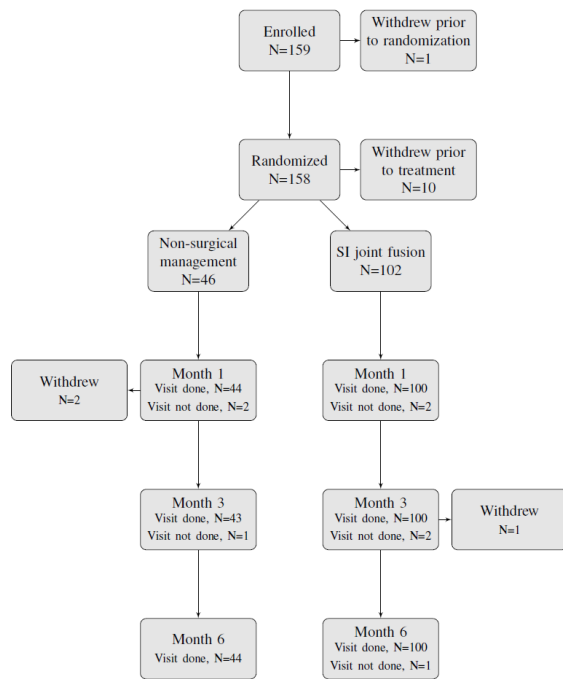 Enrolled
N=159
Withdrew prior
to randomization
N=1
Randomized
N=158
Withdrew prior
to treatment
N=10
Non-surgical
management
N=46
SI joint fusion
N=102
Withdrew
N=2
Month 1
Visit done, N=44
Visit not done, N=2
Month 1
Visit done, N=100
Visit not done, N=2
Month 3
Visit done, N=43
Visit not done, N=1
Month 3
Visit done, N=100
Visit not done, N=2
Withdrew
N=1
Month 6
Visit done, N=44
Month 6
Visit done, N=100
Visit not done, N=1